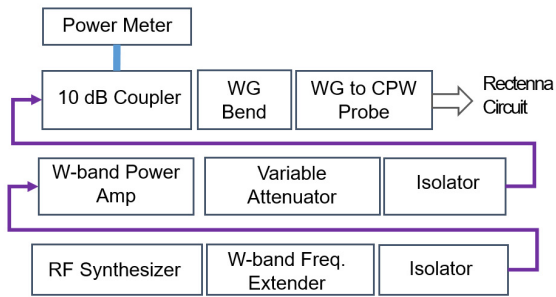 Power Meter
10 dB Coupler
WG
Bend
WG to CPW
Probe
Rectenna
Circuit
W-band Power
Amp
Variable
Attenuator
Isolator
RF Synthesizer
W-band Freq.
Extender
Isolator